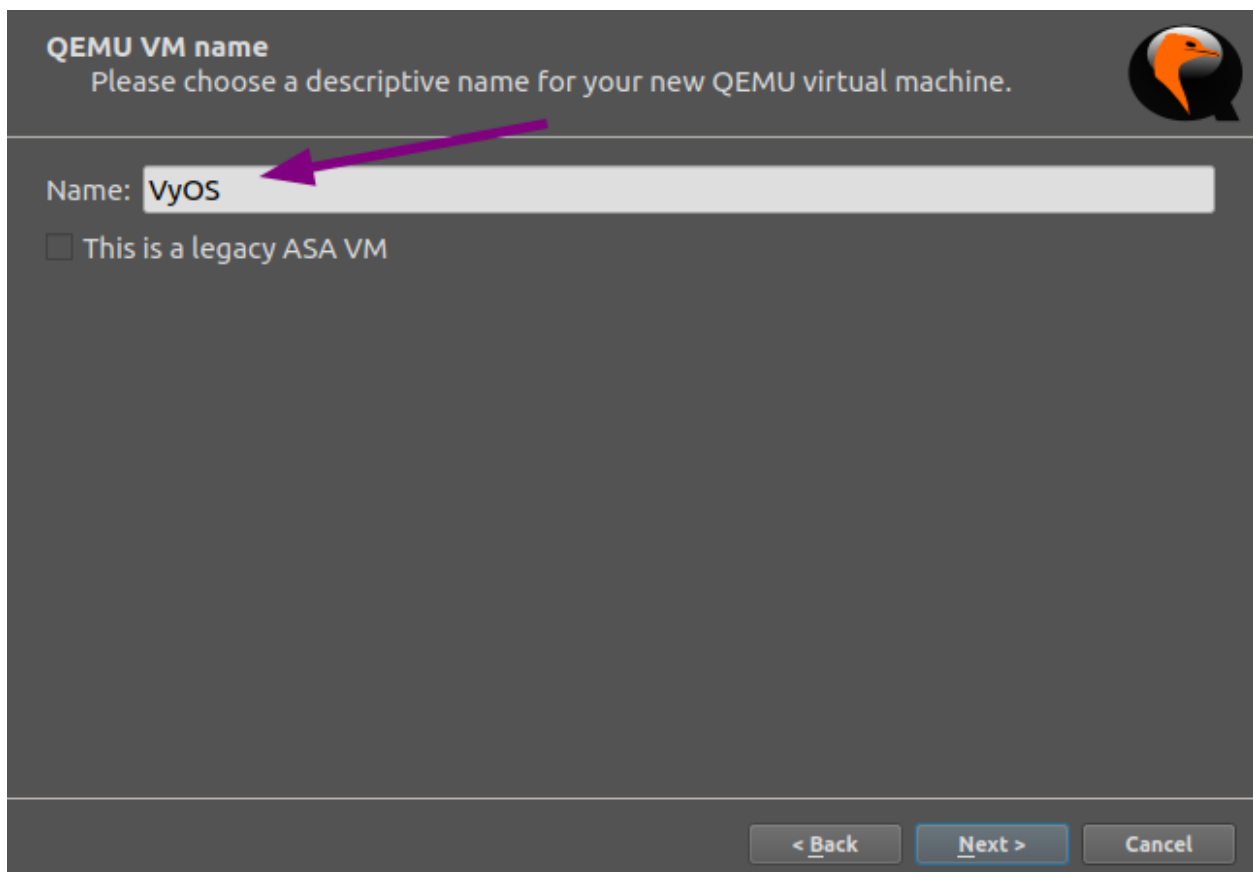 QEMU VM name
Please choose a descriptive name for your new QEMU virtual machine.
Name: VyOS
This is a legacy ASA VM
< Back Next > Cancel